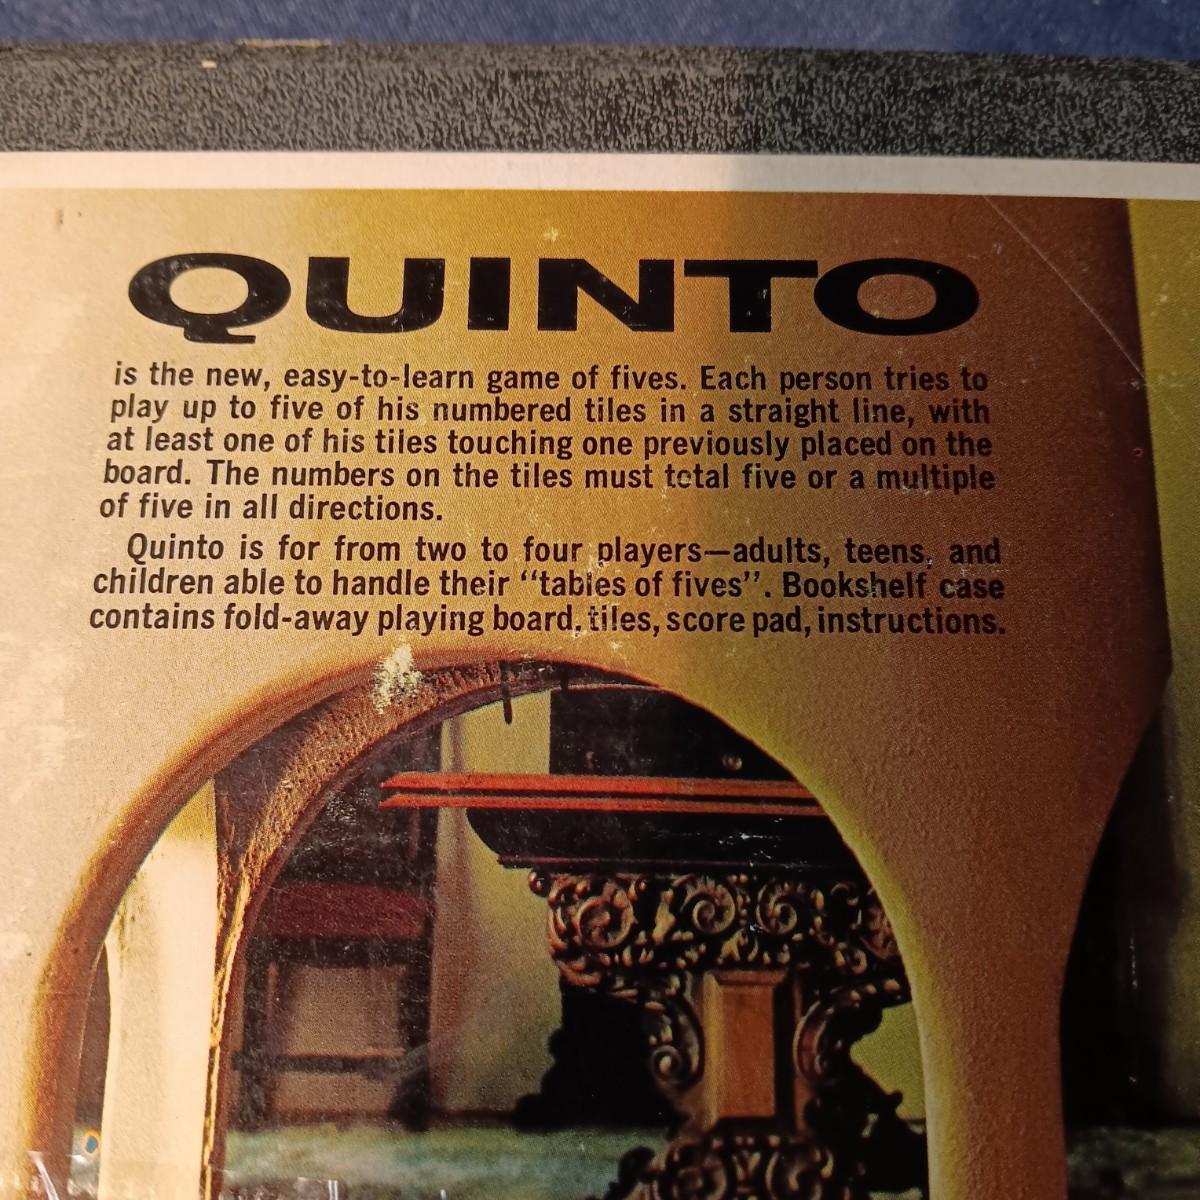 QUINTO
is the new, easy-to-learn game of fives. Each person tries to
play up to five of his numbered tiles in a straight line, with
at least one of his tiles touching one previously placed on the
board. The numbers on the tiles must total five or a multiple
of five in all directions.
Quinto is for from two to four players—adults, teens, and
children able to handle their "tables of fives". Bookshelf case
contains fold-away playing board, tiles, score pad, instructions.